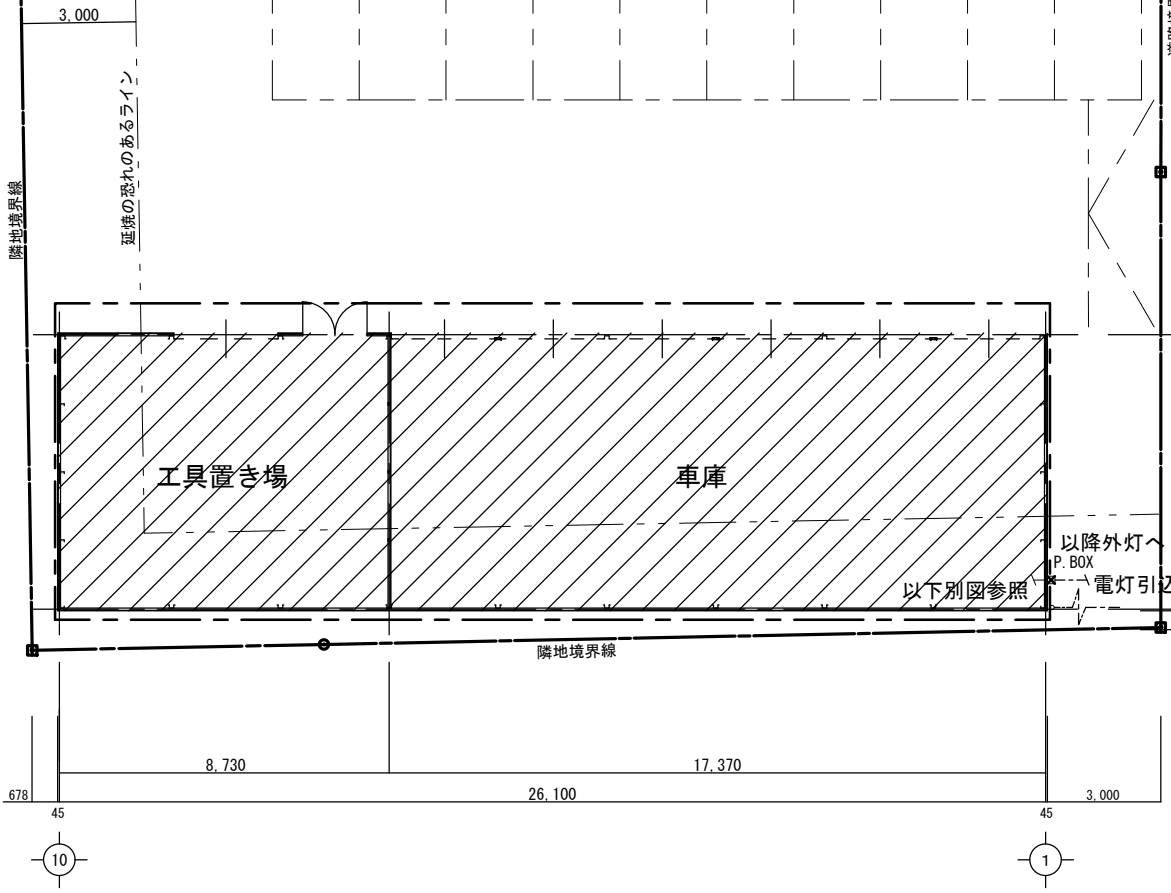 3,000
延焼の恐れのあるライン
隣地境界線
工具置き場
車庫
以降外灯へ
P.BOX
以下別図参照
電灯引込
隣地境界線
8,730
17,370
678
26,100
3,000
45
45
10
1